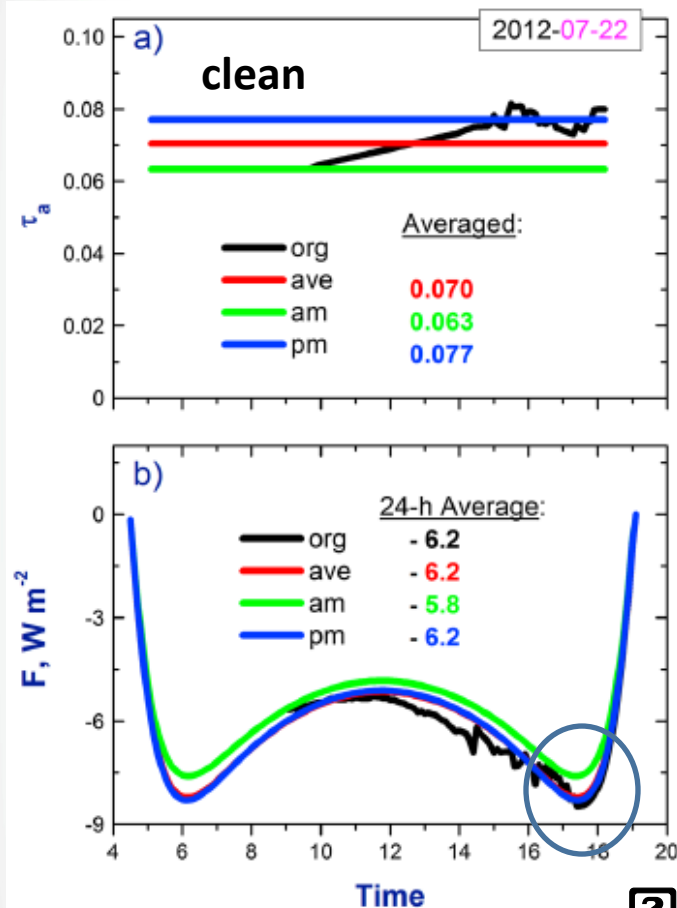 a)
2012-07-22
clean
0.10
0.08
0.06
0.04
0.02
0
τa
Averaged:
org
ave 0.070
am 0.063
pm 0.077
b)
24-h Average:
org - 6.2
ave - 6.2
am - 5.8
pm - 6.2
0
-3
-6
-9
F, W m-2
4 6 8 10 12 14 16 18 20
Time